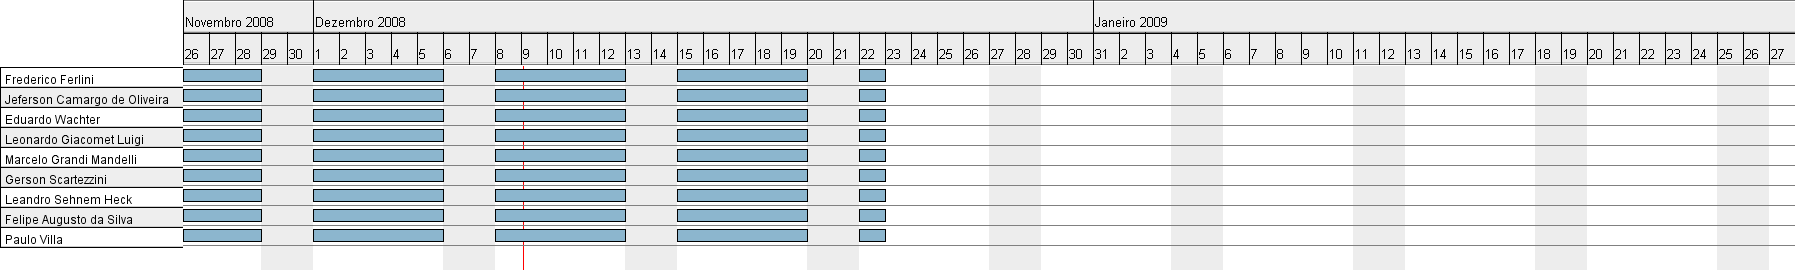 Novembro 2008 Dezembro 2008 Janeiro 2009
26 27 28 29 30 1 2 3 4 5 6 7 8 9 10 11 12 13 14 15 16 17 18 19 20 21 22 23 24 25 26 27 28 29 30 31 2 3 4 5 6 7 8 9 10 11 12 13 14 15 16 17 18 19 20 21 22 23 24 25 26 27
Frederico Ferlini
Jeferson Camargo de Oliveira
Eduardo Wachter
Leonardo Giacomet Luigi
Marcelo Grandi Mandelli
Gerson Scartezzini
Leandro Sehnem Heck
Felipe Augusto da Silva
Paulo Villa